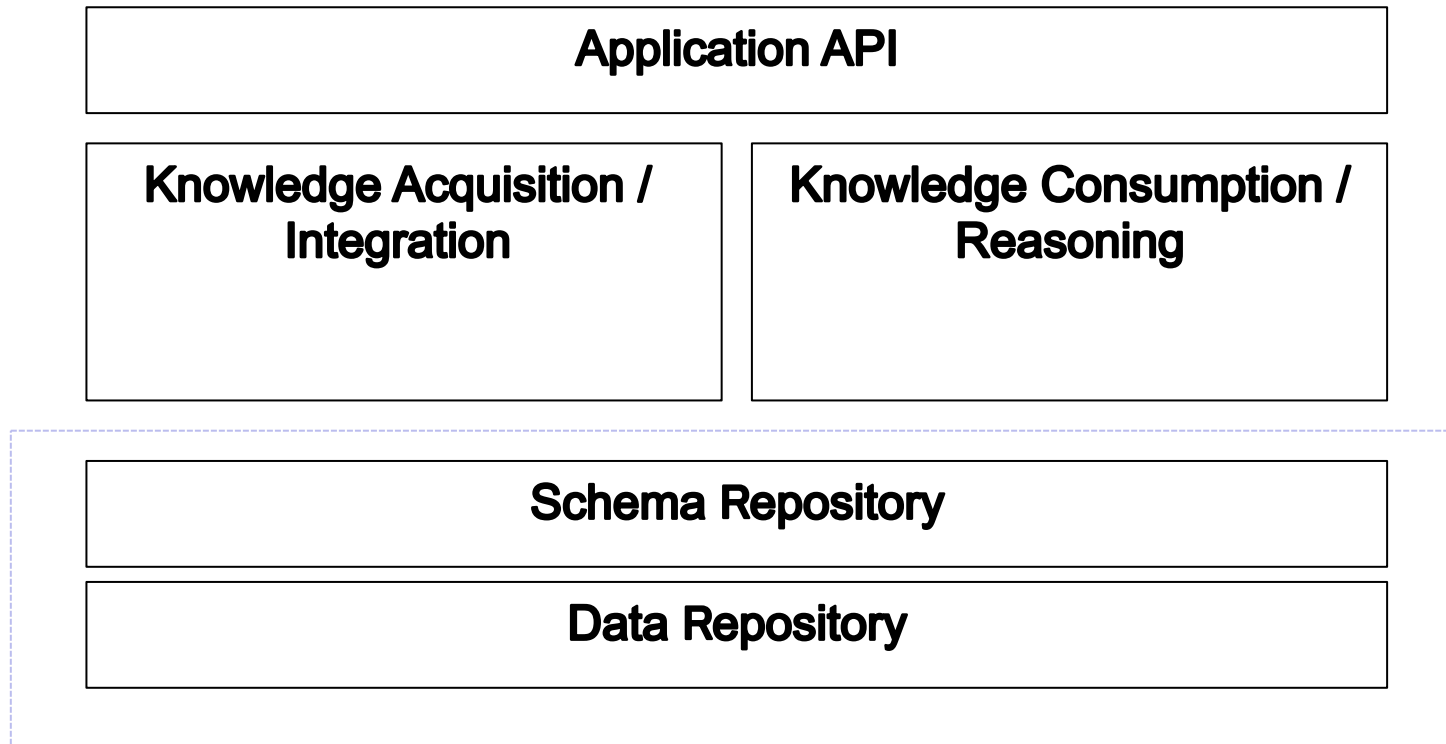 Application API
Knowledge Acquisition /
Integration
Knowledge Consumption /
Reasoning
Schema Repository
Data Repository